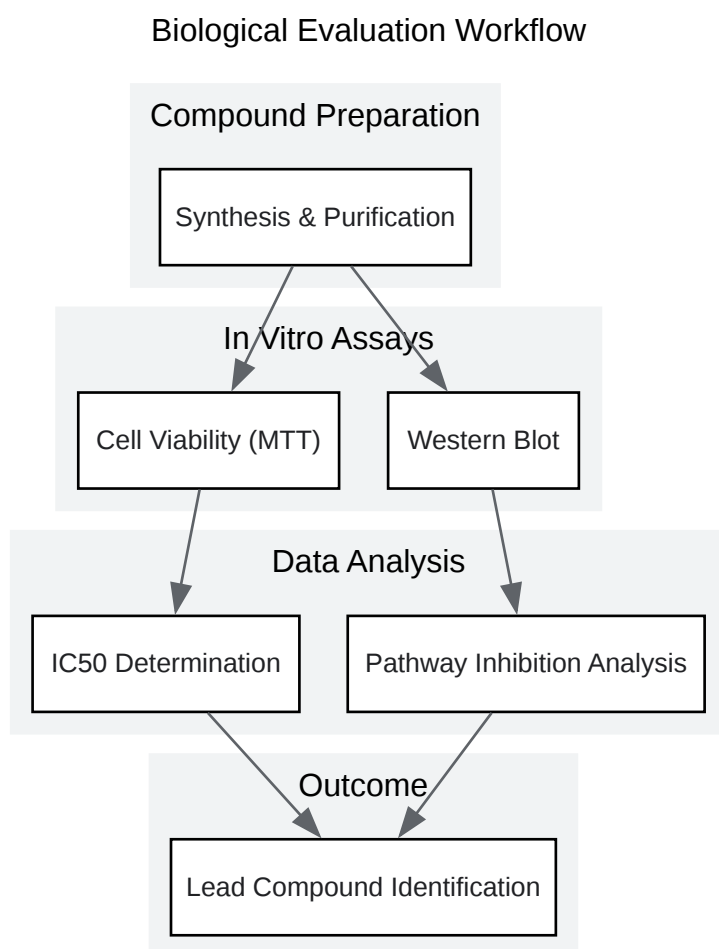 Biological Evaluation Workflow
Compound Preparation
Synthesis & Purification
In Vitro Assays
Cell Viability (MTT)
Western Blot
Data Analysis
IC50 Determination
Pathway Inhibition Analysis
Outcome
Lead Compound Identification